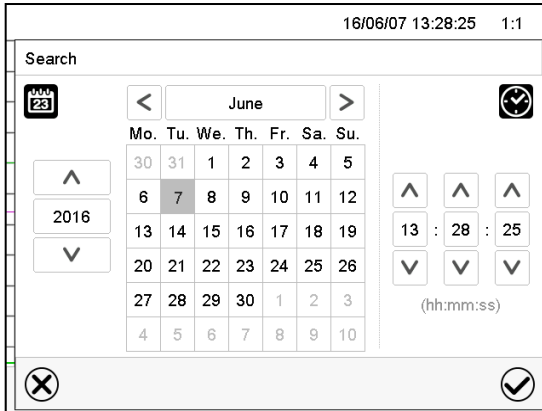 16/06/07 13:28:25 1:1
Search
23
< June >
Mo. Tu. We. Th. Fr. Sa. Su.
30 31 1 2 3 4 5
6 7 8 9 10 11 12
2016
13 14 15 16 17 18 19
13 : 28 : 25
20 21 22 23 24 25 26
27 28 29 30 1 2 3
(hh:mm:ss)
4 5 6 7 8 9 10